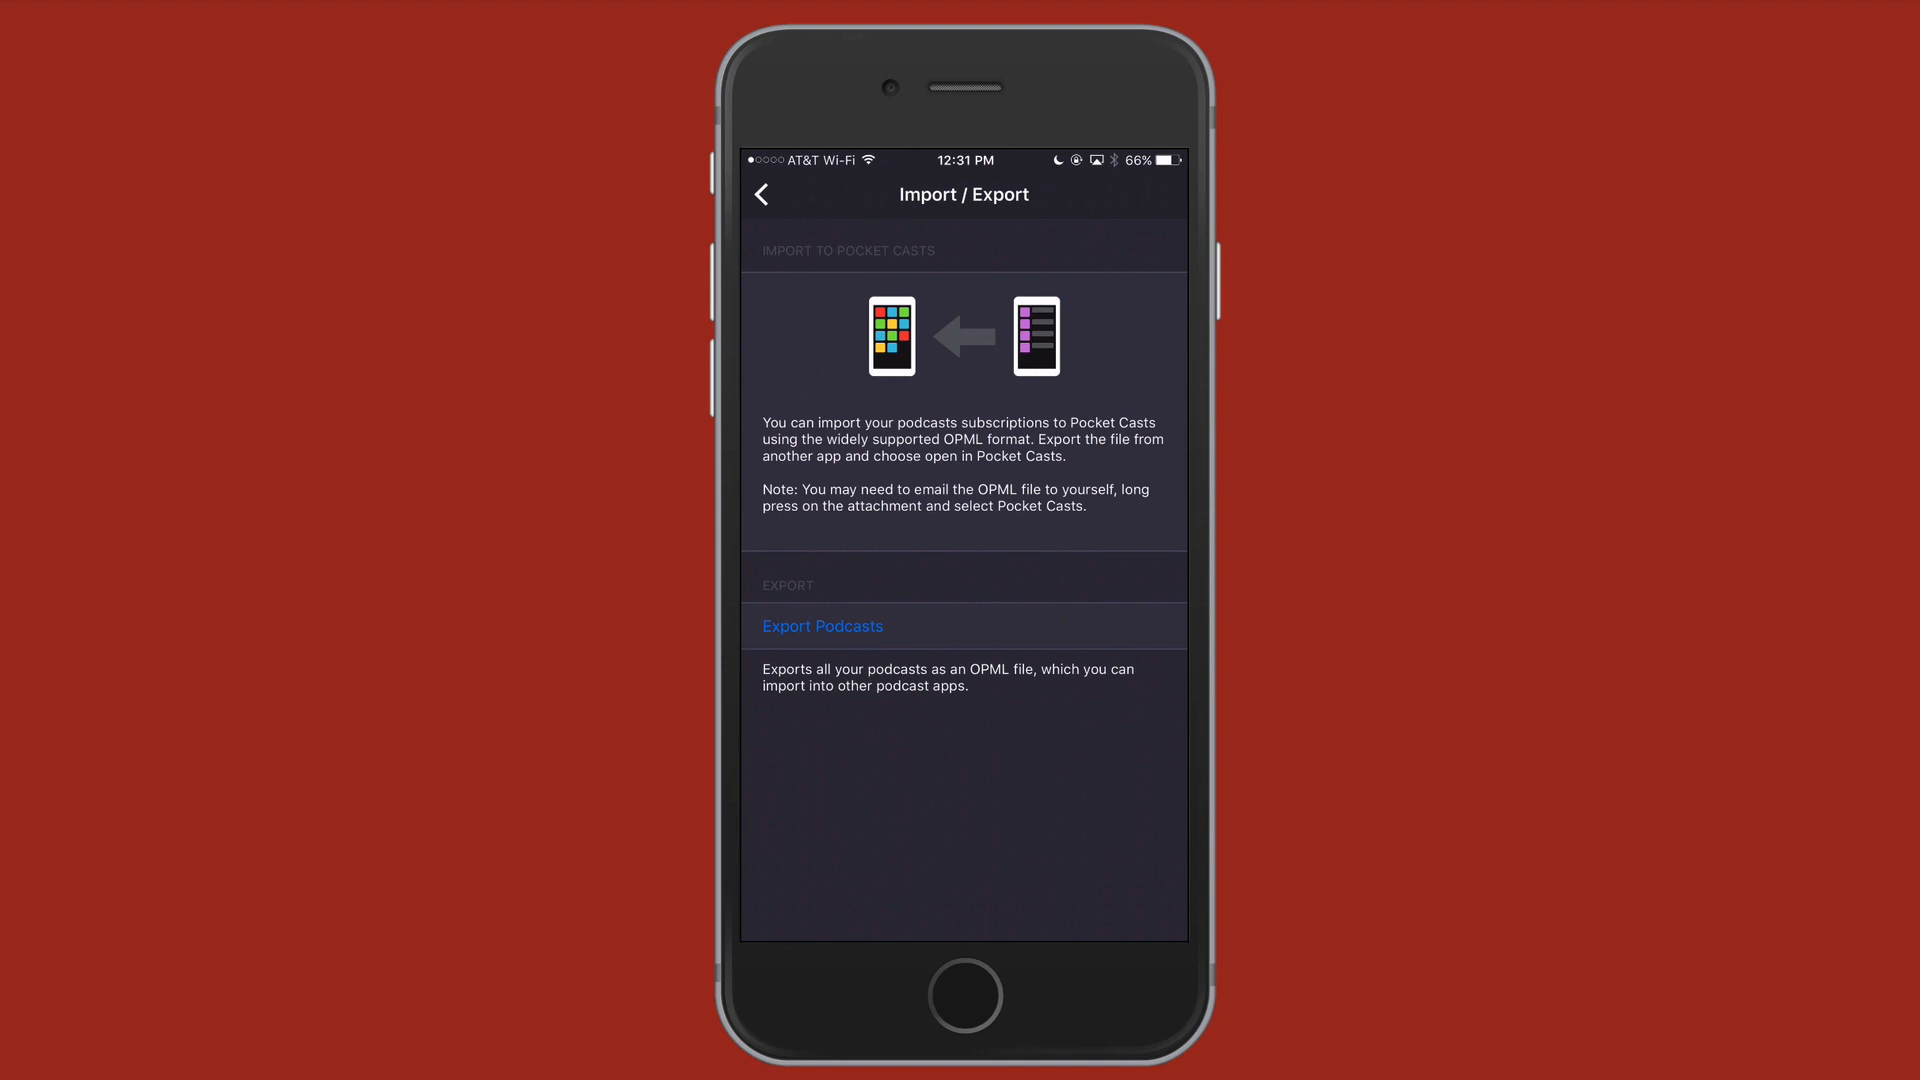 AT&T Wi-Fi 12:31 PM 66%
Import / Export
IMPORT TO POCKET CASTS
You can import your podcasts subscriptions to Pocket Casts
using the widely supported OPML format. Export the file from
another app and choose open in Pocket Casts.
Note: You may need to email the OPML file to yourself, long
press on the attachment and select Pocket Casts.
EXPORT
Export Podcasts
Exports all your podcasts as an OPML file, which you can
import into other podcast apps.